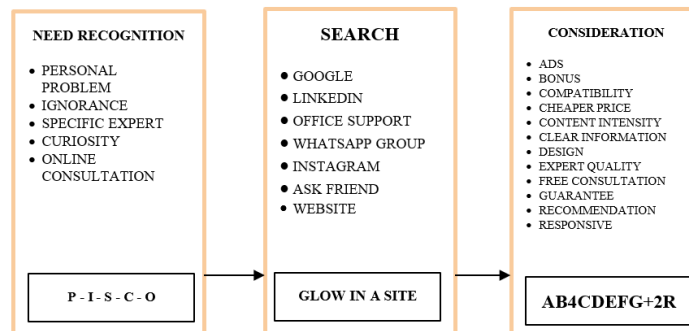 NEED RECOGNITION
PERSONAL
PROBLEM
IGNORANCE
SPECIFIC EXPERT
CURIOSITY
ONLINE
CONSULTATION
P - I - S - C - O
SEARCH
GOOGLE
LINKEDIN
OFFICE SUPPORT
WHATSAPP GROUP
INSTAGRAM
ASK FRIEND
WEBSITE
GLOW IN A SITE
CONSIDERATION
ADS
BONUS
COMPATIBILITY
CHEAPER PRICE
CONTENT INTENSITY
CLEAR INFORMATION
DESIGN
EXPERT QUALITY
FREE CONSULTATION
GUARANTEE
RECOMMENDATION
RESPONSIVE
AB4CDEFG+2R